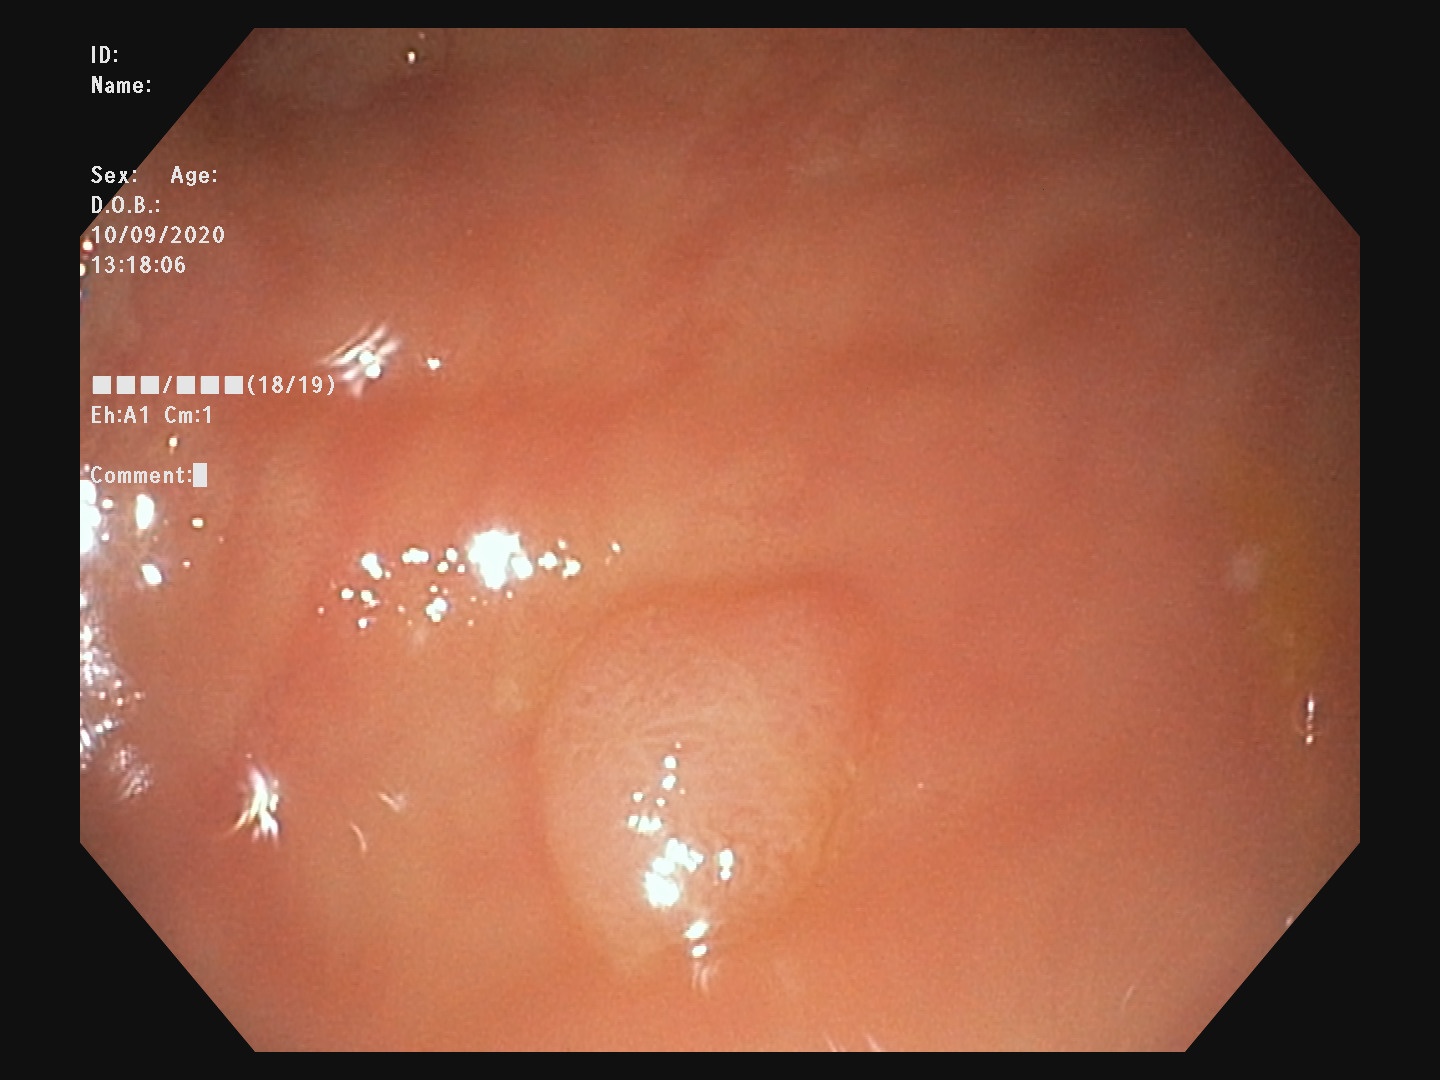 ID:
Name:
Sex: Age:
D.O.B.:
10/09/2020
13:18:06
■■■/■■■(18/19)
Eh:A1 Cm:1
Comment: